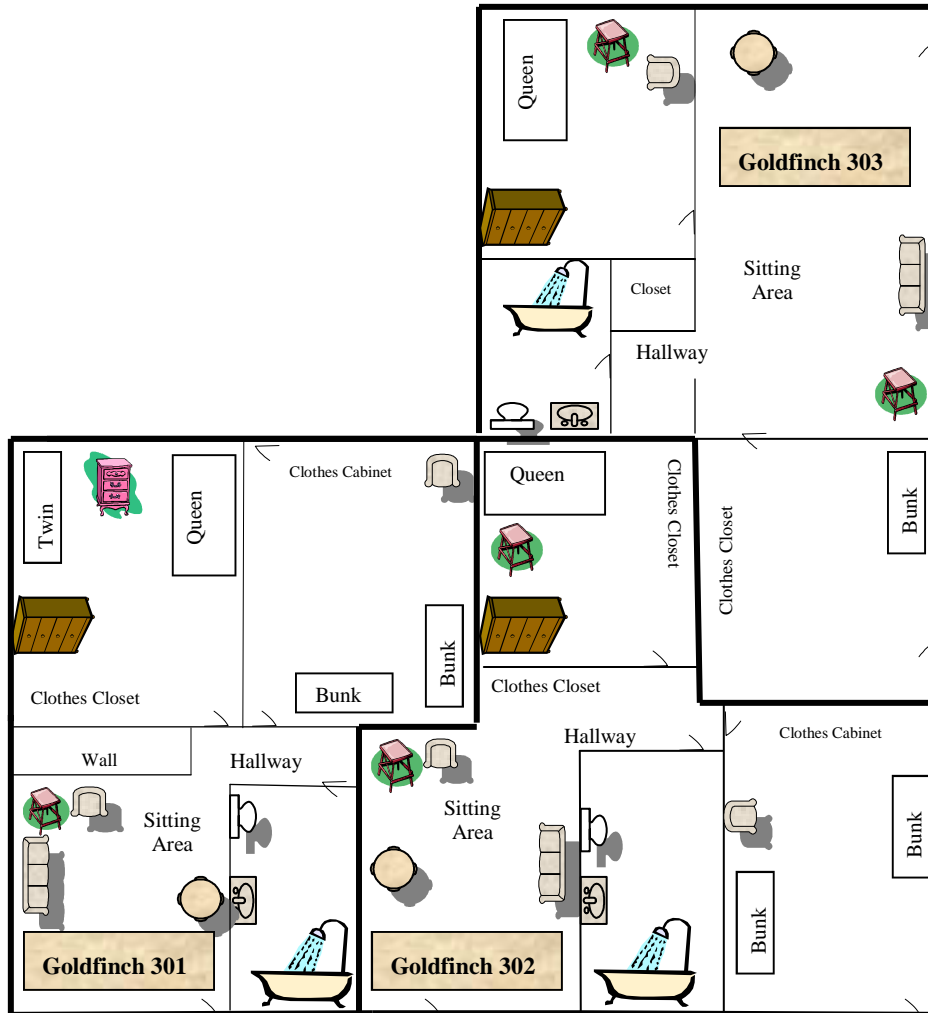 Queen
Goldfinch 303
Closet
Sitting
Area
Hallway
Twin
Queen
Clothes Cabinet
Bunk
Bunk
Clothes Closet
Queen
Clothes Closet
Clothes Closet
Clothes Closet
Bunk
Wall
Hallway
Sitting
Area
Goldfinch 301
Hallway
Sitting
Area
Goldfinch 302
Clothes Cabinet
Bunk
Bunk